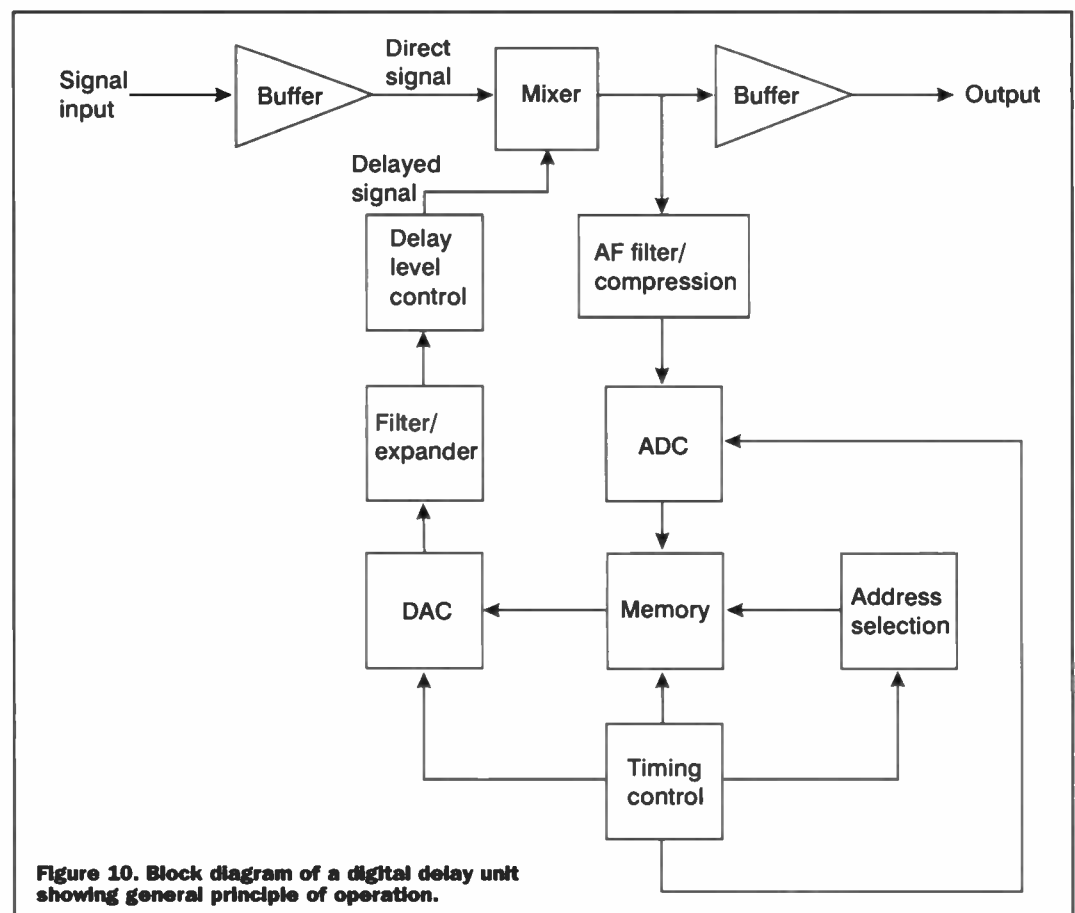 Signal
input
Buffer
Direct
signal
Mixer
Buffer
Output
Delayed
signal
Delay
level
control
AF filter/
compression
Filter/
expander
ADC
DAC
Memory
Address
selection
Timing
control
Figure 10. Block diagram of a digital delay unit
showing general principle of operation.